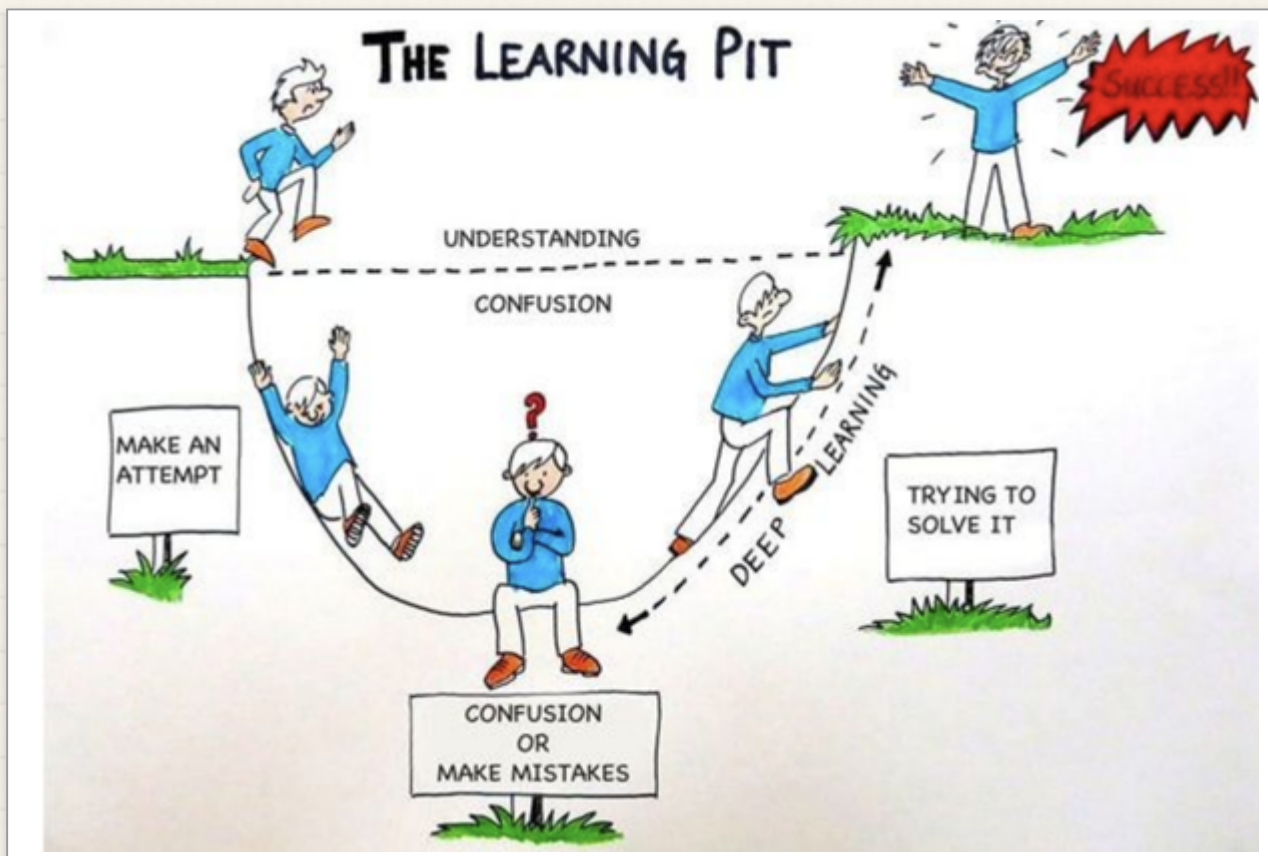 THE LEARNING PIT
SUCCESS!!
UNDERSTANDING
CONFUSION
?
MAKE AN
ATTEMPT
DEEP LEARNING
TRYING TO
SOLVE IT
CONFUSION
OR
MAKE MISTAKES